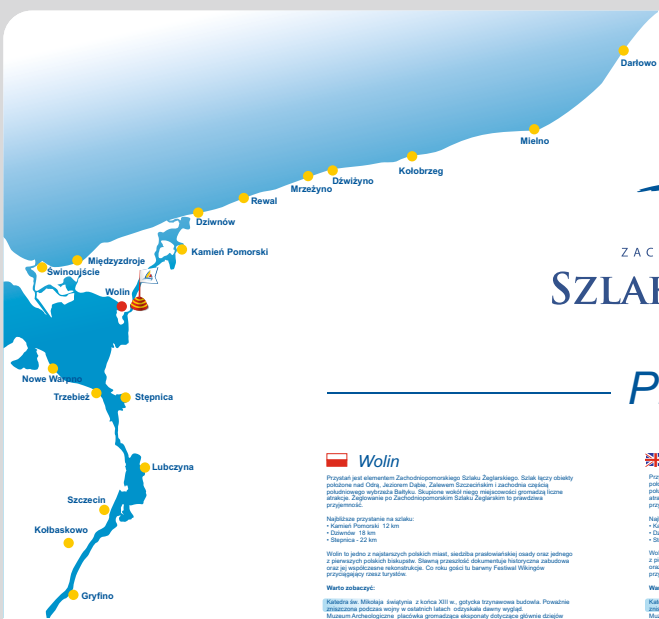 Darłowo
Mielno
Kołobrzeg
Dźwiżyno
Mrzeżyno
Rewal
Dziwnów
Kamień Pomorski
Międzyzdroje
Świnoujście
Wolin
Nowe Warpno
Trzebież
Stępnica
Lubczyna
Szczecin
Kołbaskowo
Gryfino
ZAC
SZLAK
P
Wolin
Przystań jest elementem Zachodniopomorskiego Szlaku Żeglarskiego. Szlak łączy obiekty
położone nad Odrą, Jeziorem Dąbie, Zalewem Szczecińskim i zachodnia częścią
południowego wybrzeża Bałtyku. Skupione wokół niego miejscowości gromadzą liczne
atrakcje. Żeglowanie po Zachodniopomorskim Szlaku Żeglarskim to prawdziwa
przyjemność.
Najbliższe przystanie na szlaku:
• Kamień Pomorski 12 km
• Dziwnów 18 km
• Stepnica - 22 km
Wolin to jedno z najstarszych polskich miast, siedziba prasłowiańskiej osady oraz jednego
z pierwszych polskich biskupstw. Sławną przeszłość dokumentuje historyczna zabudowa
oraz jej współczesne rekonstrukcje. Co roku gości tu barwny Festiwal Wikingów
przyciągający rzesz turystów.
Warto zobaczyć:
Katedra św. Mikołaja świątynia z końca XIII w., gotycka trzynawowa budowla. Poważnie
zniszczona podczas wojny w ostatnich latach odzyskała dawny wygląd.
Muzeum Archeologiczne placówka gromadząca eksponaty dotyczące głównie dziejów